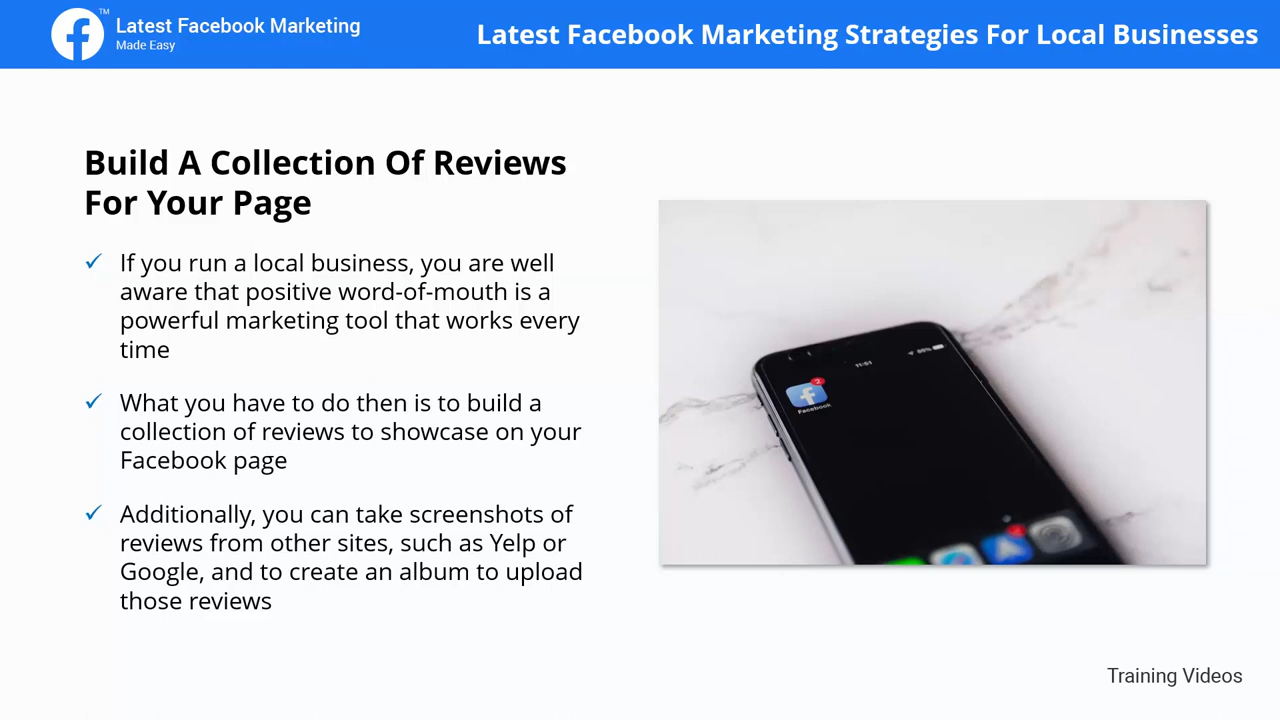 Latest Facebook Marketing
Made Easy
TM
Latest Facebook Marketing Strategies For Local Businesses
Build A Collection Of Reviews
For Your Page
If you run a local business, you are well
aware that positive word-of-mouth is a
powerful marketing tool that works every
time
What you have to do then is to build a
collection of reviews to showcase on your
Facebook page
Additionally, you can take screenshots of
reviews from other sites, such as Yelp or
Google, and to create an album to upload
those reviews
11:51
2
Facebook
Training Videos